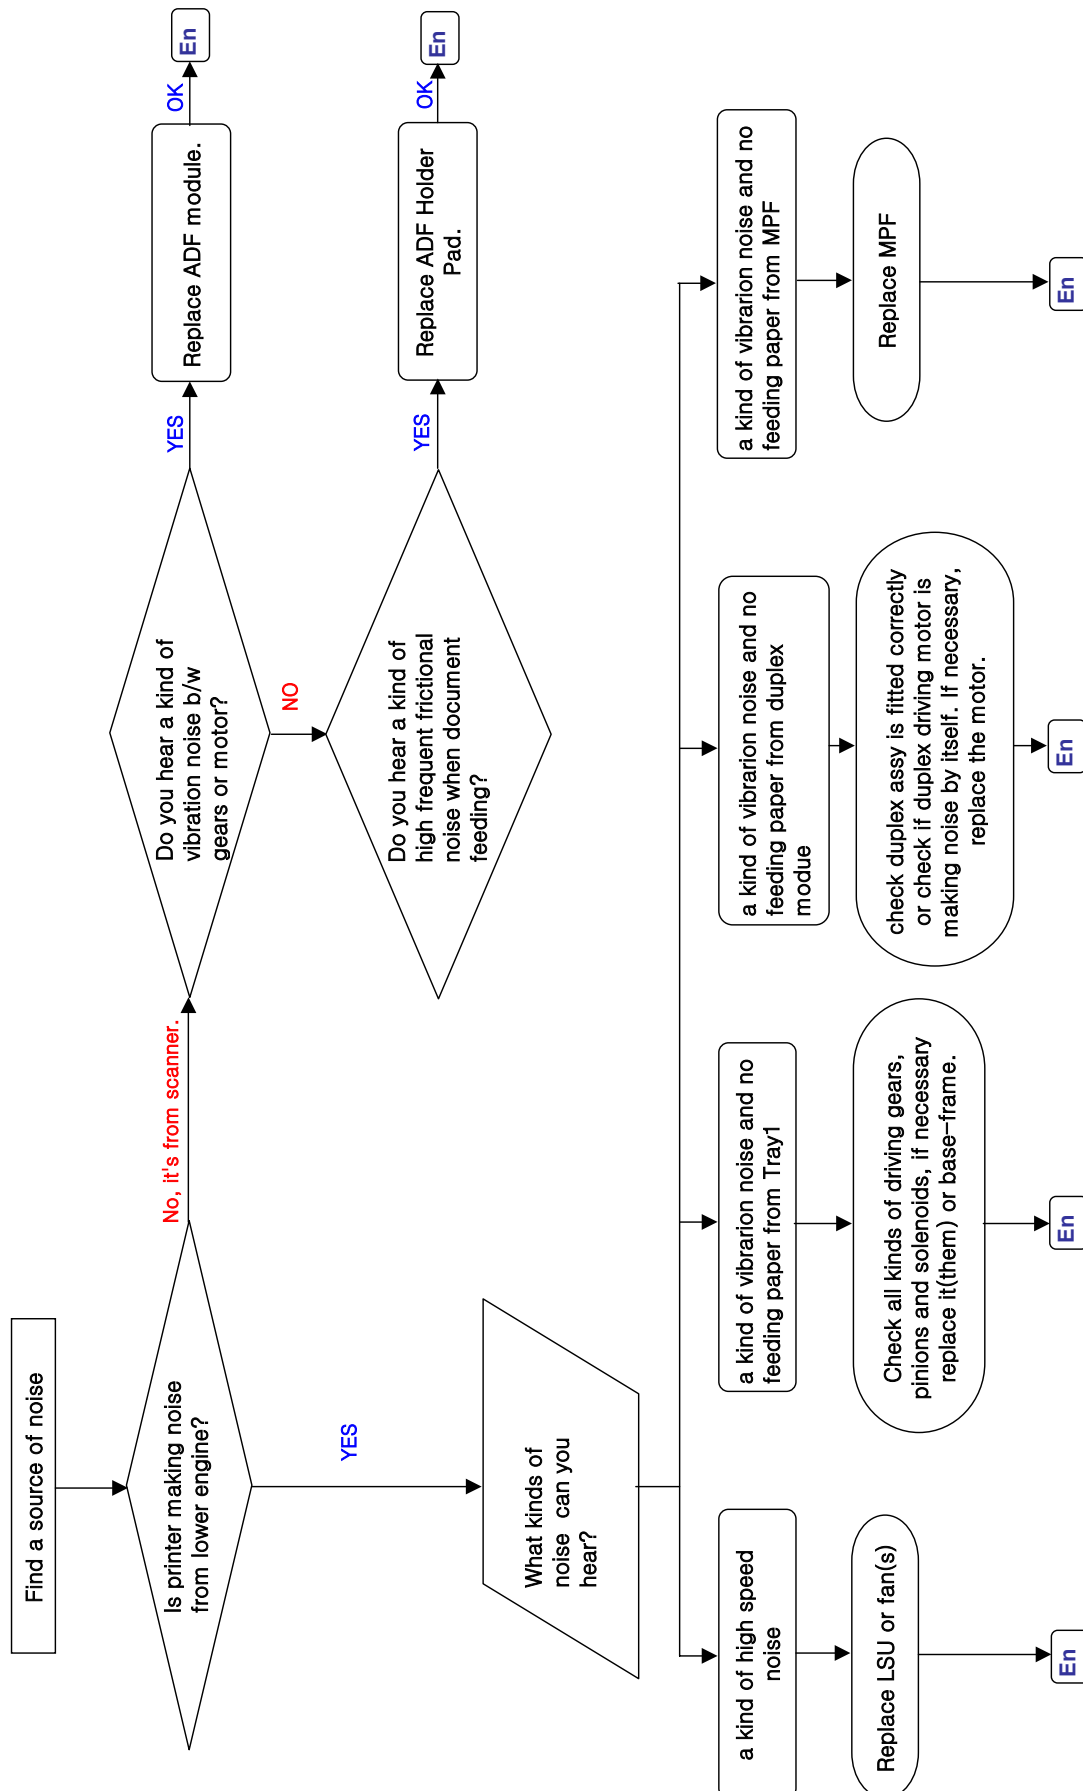 Find a source of noise
Is printer making noise
from lower engine?
No, it's from scanner.
Do you hear a kind of
vibration noise b/w
gears or motor?
YES
Replace ADF module.
OK
En
NO
Do you hear a kind of
high frequent frictional
noise when document
feeding?
YES
Replace ADF Holder
Pad.
OK
En
YES
What kinds of
noise can you
hear?
a kind of high speed
noise
Replace LSU or fan(s)
En
a kind of vibrarion noise and no
feeding paper from Tray1
Check all kinds of driving gears,
pinions and solenoids, if necessary
replace it(them) or base-frame.
En
a kind of vibrarion noise and no
feeding paper from duplex
modue
check duplex assy is fitted correctly
or check if duplex driving motor is
making noise by itself. If necessary,
replace the motor.
En
a kind of vibrarion noise and no
feeding paper from MPF
Replace MPF
En